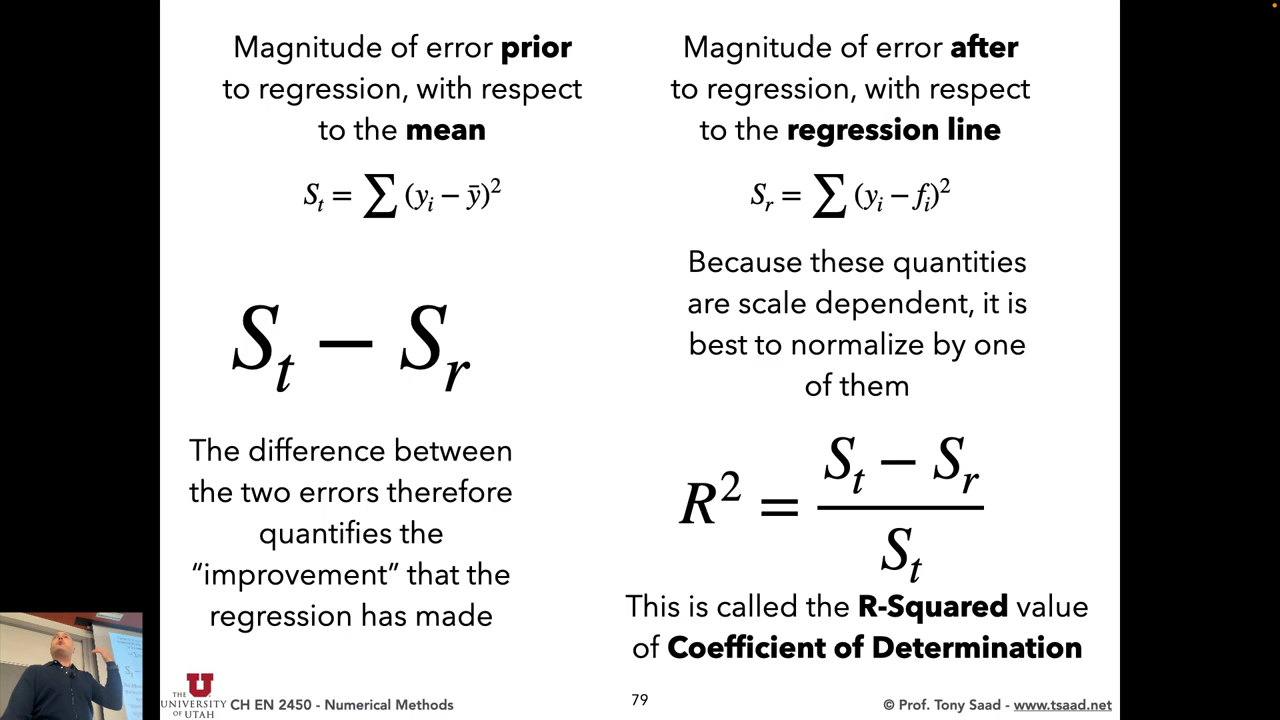 Magnitude of error prior
to regression, with respect
to the mean
S_t = ∑ (y_i − ȳ)²
Magnitude of error after
to regression, with respect
to the regression line
S_r = ∑ (y_i − f_i)²
S_t − S_r
The difference between
the two errors therefore
quantifies the
“improvement” that the
regression has made
Because these quantities
are scale dependent, it is
best to normalize by one
of them
R² = (S_t − S_r) / S_t
This is called the R-Squared value
of Coefficient of Determination
U
THE
UNIVERSITY
OF UTAH
CH EN 2450 - Numerical Methods
79
© Prof. Tony Saad - www.tsaad.net